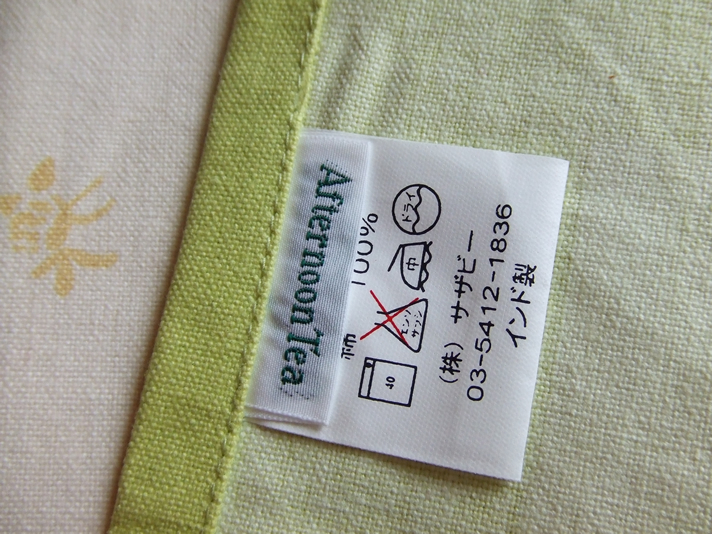 Afternoon Tea
綿 100%
40
エンソ
サラシ
中
ドライ
(株) サザビー
03-5412-1836
インド製